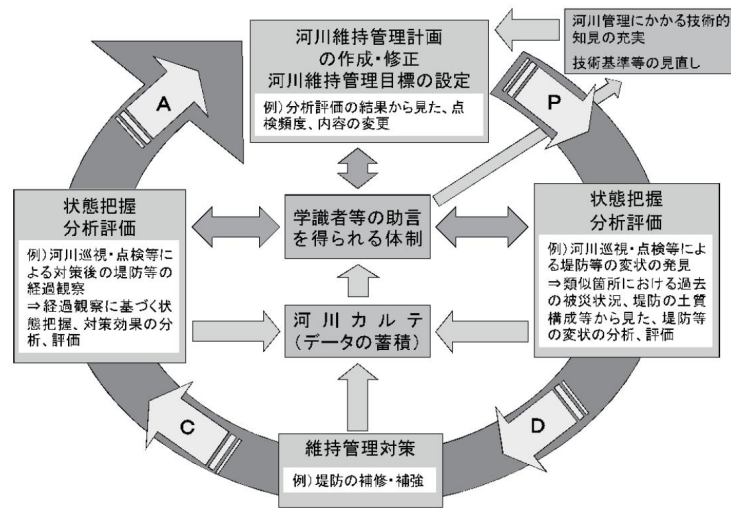 河川維持管理計画
の作成・修正
河川維持管理目標の設定
例）分析評価の結果から見た、点
検頻度、内容の変更
河川管理にかかる技術的
知見の充実
技術基準等の見直し
A
P
状態把握
分析評価
例）河川巡視・点検等
による対策後の堤防等の
経過観察
⇒経過観察に基づく状
態把握、対策効果の分
析、評価
学識者等の助言
を得られる体制
状態把握
分析評価
例）河川巡視・点検等によ
る堤防等の変状の発見
⇒類似箇所における過去
の被災状況、堤防の土質
構成等から見た、堤防等
の変状の分析、評価
河川カルテ
（データの蓄積）
C
D
維持管理対策
例）堤防の補修・補強